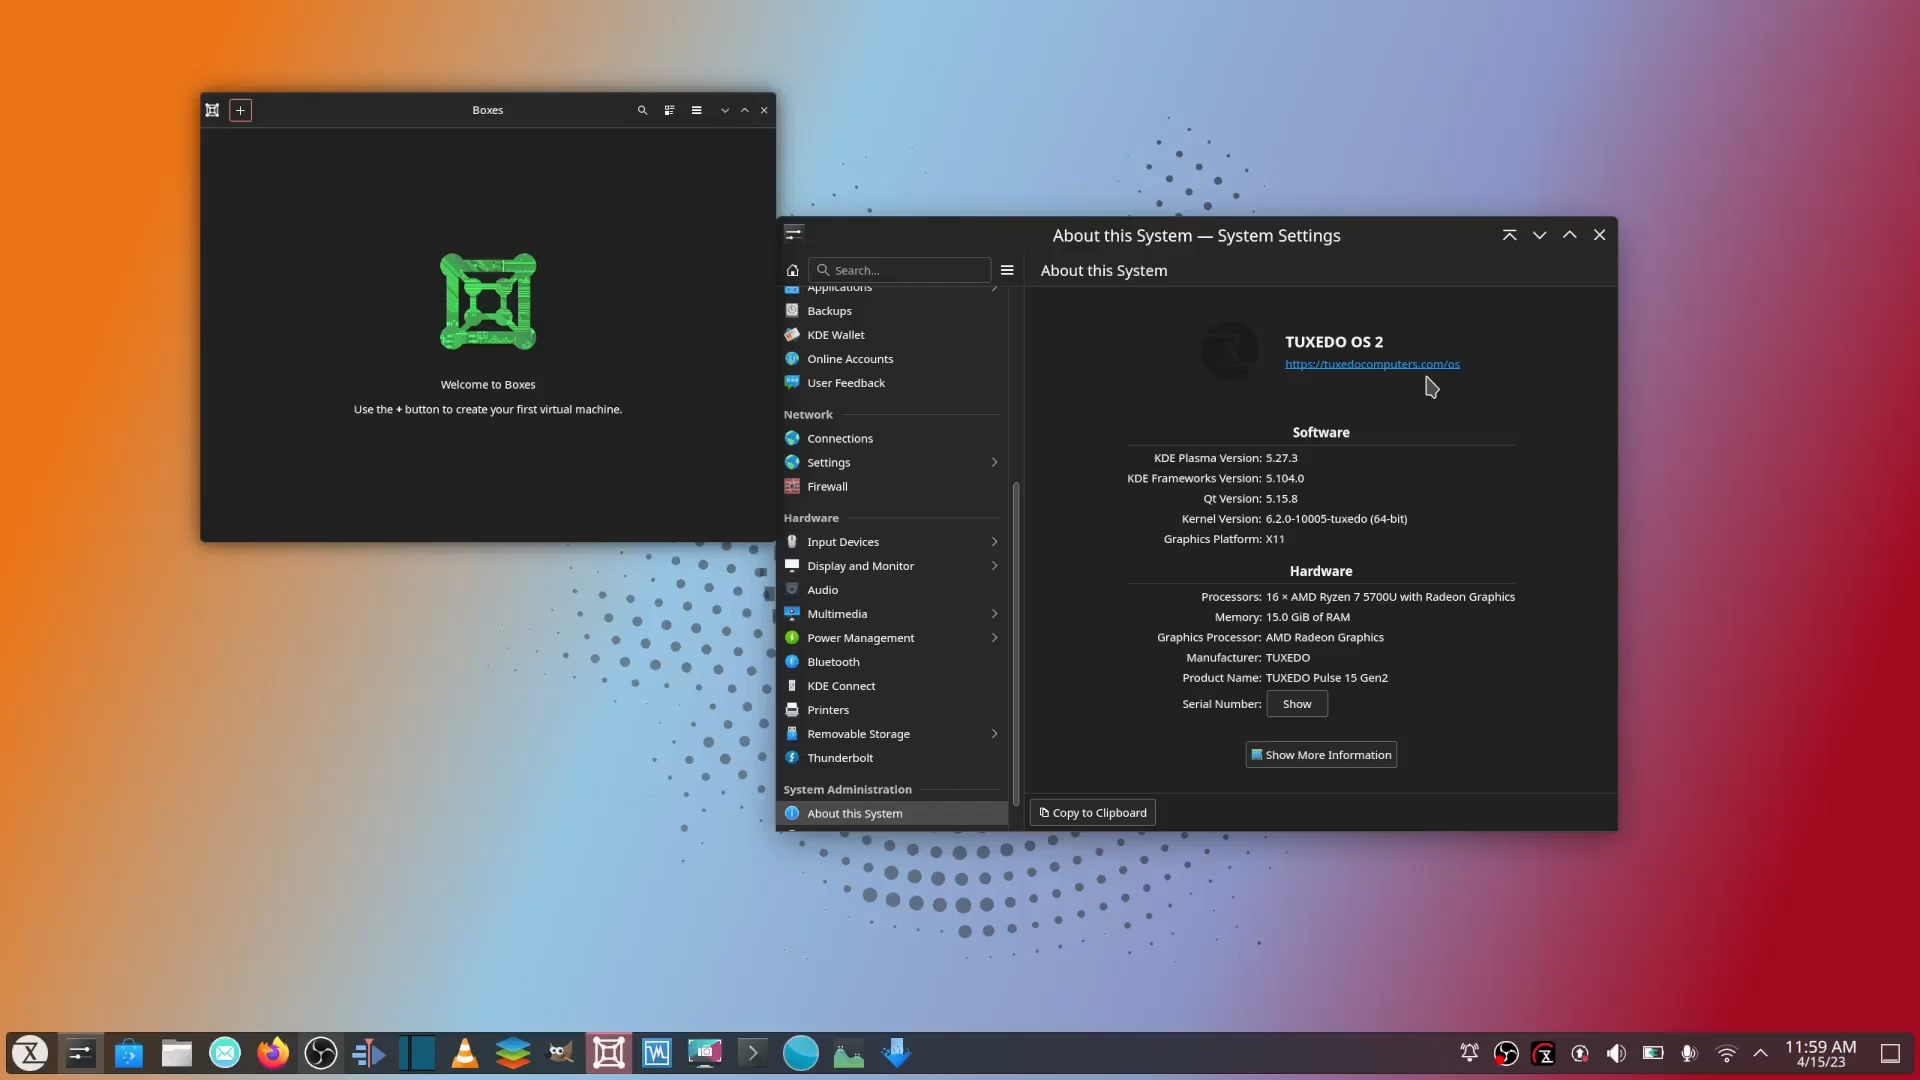 Boxes
Welcome to Boxes
Use the + button to create your first virtual machine.
About this System — System Settings
Search...
About this System
Applications
Backups
KDE Wallet
Online Accounts
User Feedback
Network
Connections
Settings
Firewall
Hardware
Input Devices
Display and Monitor
Audio
Multimedia
Power Management
Bluetooth
KDE Connect
Printers
Removable Storage
Thunderbolt
System Administration
About this System
TUXEDO OS 2
https://tuxedocomputers.com/os
Software
KDE Plasma Version: 5.27.3
KDE Frameworks Version: 5.104.0
Qt Version: 5.15.8
Kernel Version: 6.2.0-10005-tuxedo (64-bit)
Graphics Platform: X11
Hardware
Processors: 16 × AMD Ryzen 7 5700U with Radeon Graphics
Memory: 15.0 GiB of RAM
Graphics Processor: AMD Radeon Graphics
Manufacturer: TUXEDO
Product Name: TUXEDO Pulse 15 Gen2
Serial Number: Show
Show More Information
Copy to Clipboard
11:59 AM
4/15/23